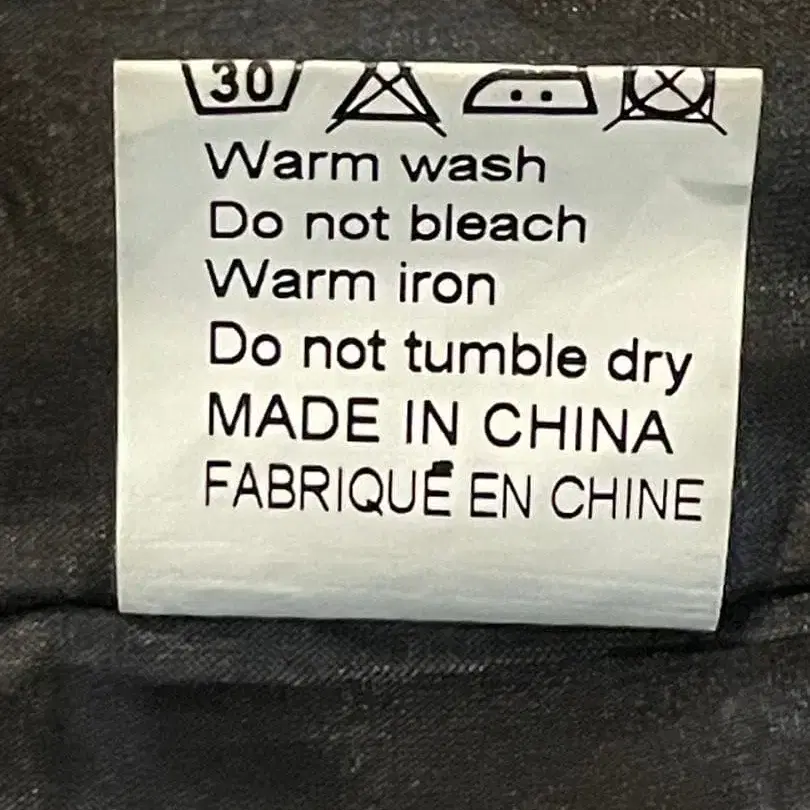 30
Warm wash
Do not bleach
Warm iron
Do not tumble dry
MADE IN CHINA
FABRIQUÉ EN CHINE